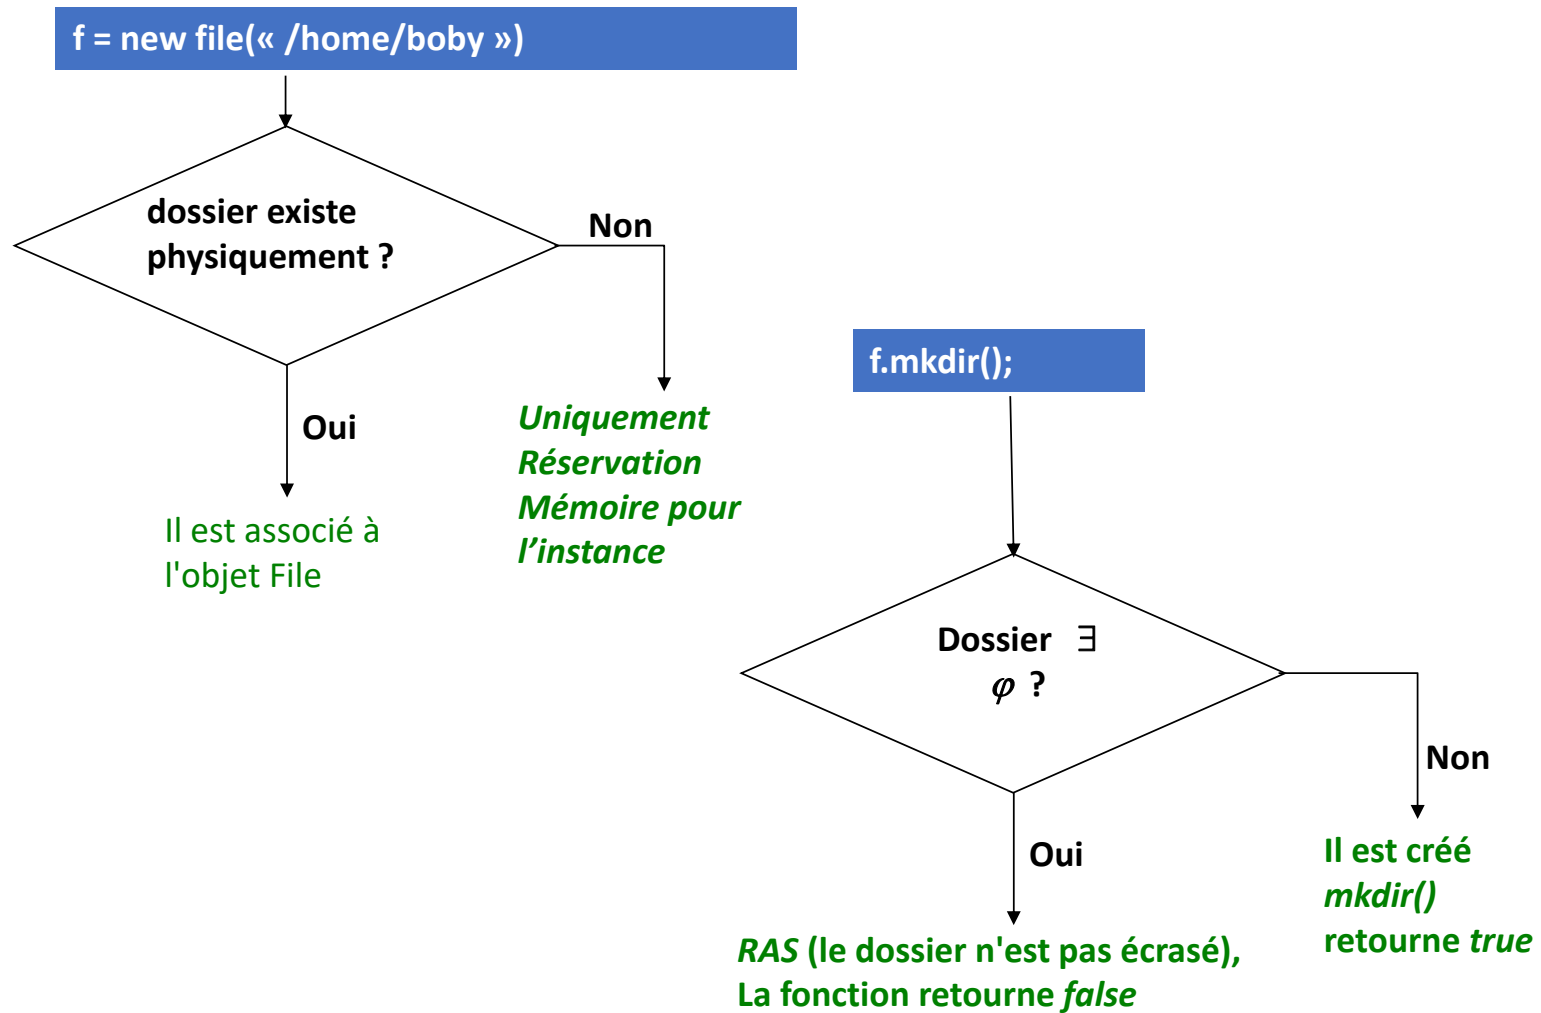 f = new file(« /home/boby »)
dossier existe
physiquement ?
Non
Oui
Uniquement
Réservation
Mémoire pour
l’instance
Il est associé à
l'objet File
f.mkdir();
Dossier ∃
φ ?
Non
Oui
Il est créé
mkdir()
retourne true
RAS (le dossier n'est pas écrasé),
La fonction retourne false